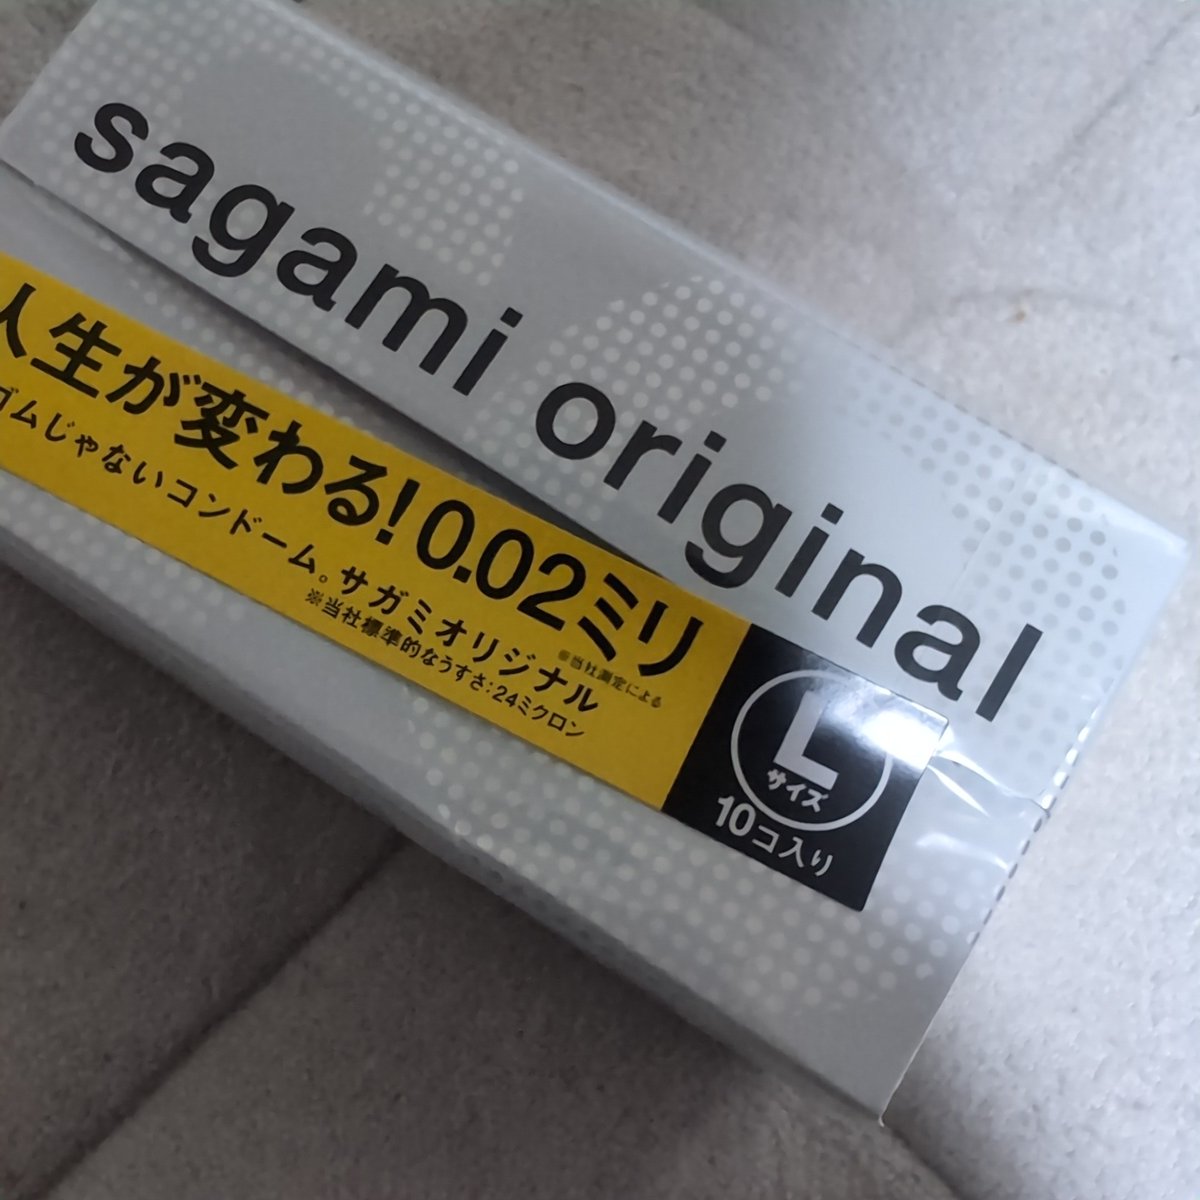 sagami original
人生が変わる!0.02ミリ
※当社測定による
ゴムじゃないコンドーム。サガミオリジナル
※当社標準的なうすさ:24ミクロン
L
サイズ
10コ入り